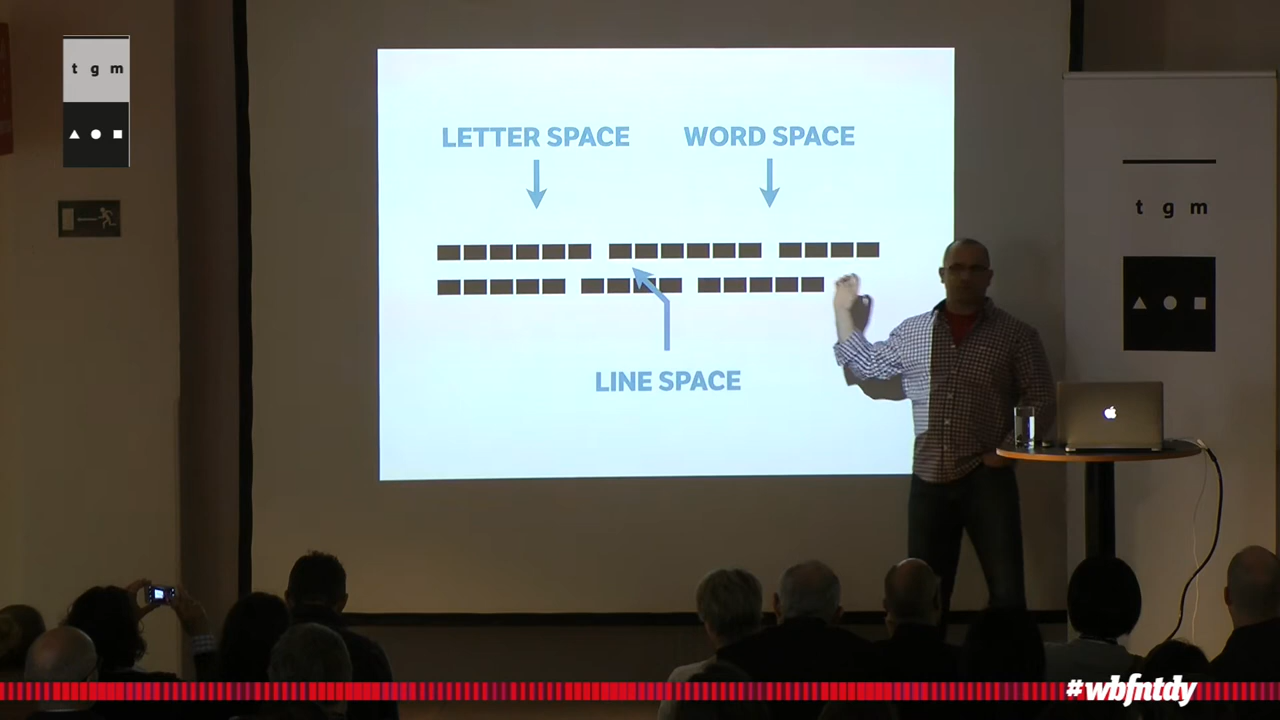 t g m
LETTER SPACE
WORD SPACE
LINE SPACE
t g m
#wbfntdy